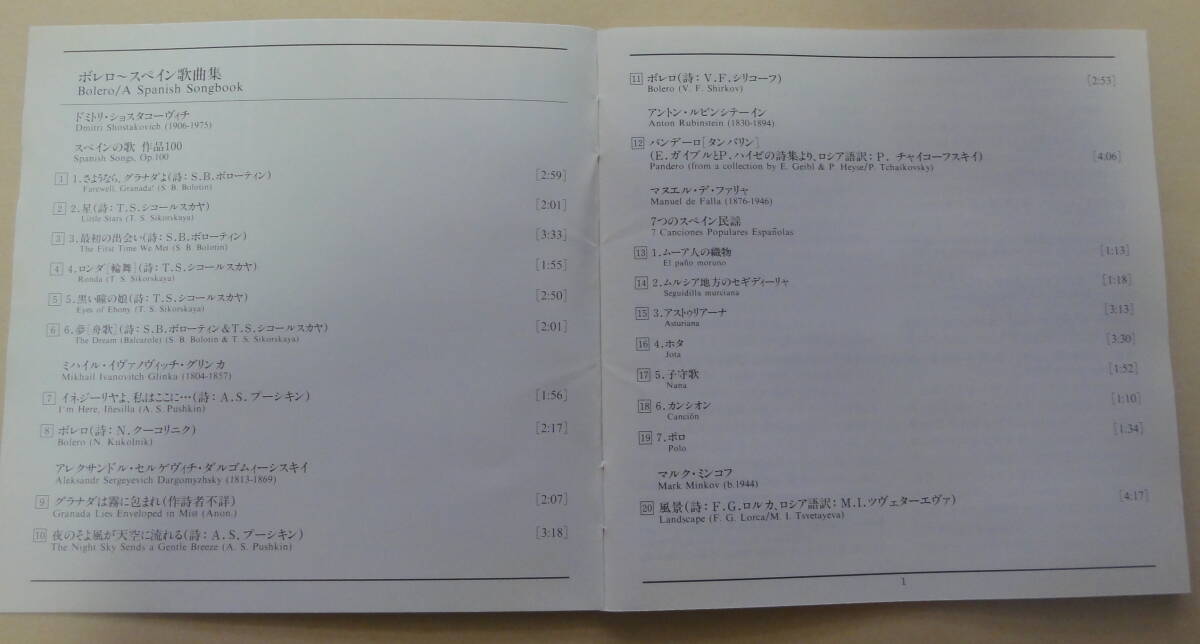 ボレロ~スペイン歌曲集
Bolero/A Spanish Songbook
ドミトリ・ショスタコーヴィチ
Dmitri Shostakovich (1906-1975)
スペインの歌 作品100
Spanish Songs, Op.100
1 1.さようなら、グラナダよ(詩:S.B.ボローティン) [2:59]
Farewell, Granada! (S. B. Bolotin)
2 2.星(詩:T.S.シコールスカヤ) [2:01]
Little Stars (T. S. Sikorskaya)
3 3.最初の出会い(詩:S.B.ボローティン) [3:33]
The First Time We Met (S. B. Bolotin)
4 4.ロンダ[輪舞](詩:T.S.シコールスカヤ) [1:55]
Ronda (T. S. Sikorskaya)
5 5.黒い瞳の娘(詩:T.S.シコールスカヤ) [2:50]
Eyes of Ebony (T. S. Sikorskaya)
6 6.夢[舟歌](詩:S.B.ボローティン&T.S.シコールスカヤ) [2:01]
The Dream (Balcarole) (S. B. Bolotin & T. S. Sikorskaya)
ミハイル・イヴァノヴィッチ・グリンカ
Mikhail Ivanovitch Glinka (1804-1857)
7 イネジーリヤよ、私はここに…(詩:A.S.プーシキン) [1:56]
I'm Here, Iñesilla (A. S. Pushkin)
8 ボレロ(詩:N.クーコリニク) [2:17]
Bolero (N. Kukolnik)
アレクサンドル・セルゲヴィチ・ダルゴムィーシスキイ
Aleksandr Sergeyevich Dargomyzhsky (1813-1869)
9 グラナダは霧に包まれ(作詩者不詳) [2:07]
Granada Lies Enveloped in Mist (Anon.)
10 夜のそよ風が天空に流れる(詩:A.S.プーシキン) [3:18]
The Night Sky Sends a Gentle Breeze (A. S. Pushkin)
11 ボレロ(詩:V.F.シリコーフ) [2:53]
Bolero (V. F. Shirkov)
アントン・ルビンシテーイン
Anton Rubinstein (1830-1894)
12 パンデーロ[タンバリン]
(E.ガイブルとP.ハイゼの詩集より、ロシア語訳:P. チャイコーフスキイ) [4:06]
Pandero (from a collection by E. Geibl & P. Heyse/P. Tchaikovsky)
マヌエル・デ・ファリャ
Manuel de Falla (1876-1946)
7つのスペイン民謡
7 Canciones Populares Españolas
13 1.ムーア人の織物 [1:13]
El paño moruno
14 2.ムルシア地方のセギディーリャ [1:18]
Seguidilla murciana
15 3.アストゥリアーナ [3:13]
Asturiana
16 4.ホタ [3:30]
Jota
17 5.子守歌 [1:52]
Nana
18 6.カンシオン [1:10]
Canción
19 7.ポロ [1.34]
Polo
マルク・ミンコフ
Mark Minkov (b.1944)
20 風景(詩:F.G.ロルカ、ロシア語訳:M.I.ツヴェターエヴァ) [4:17]
Landscape (F. G. Lorca/M. I. Tsvetayeva)
1